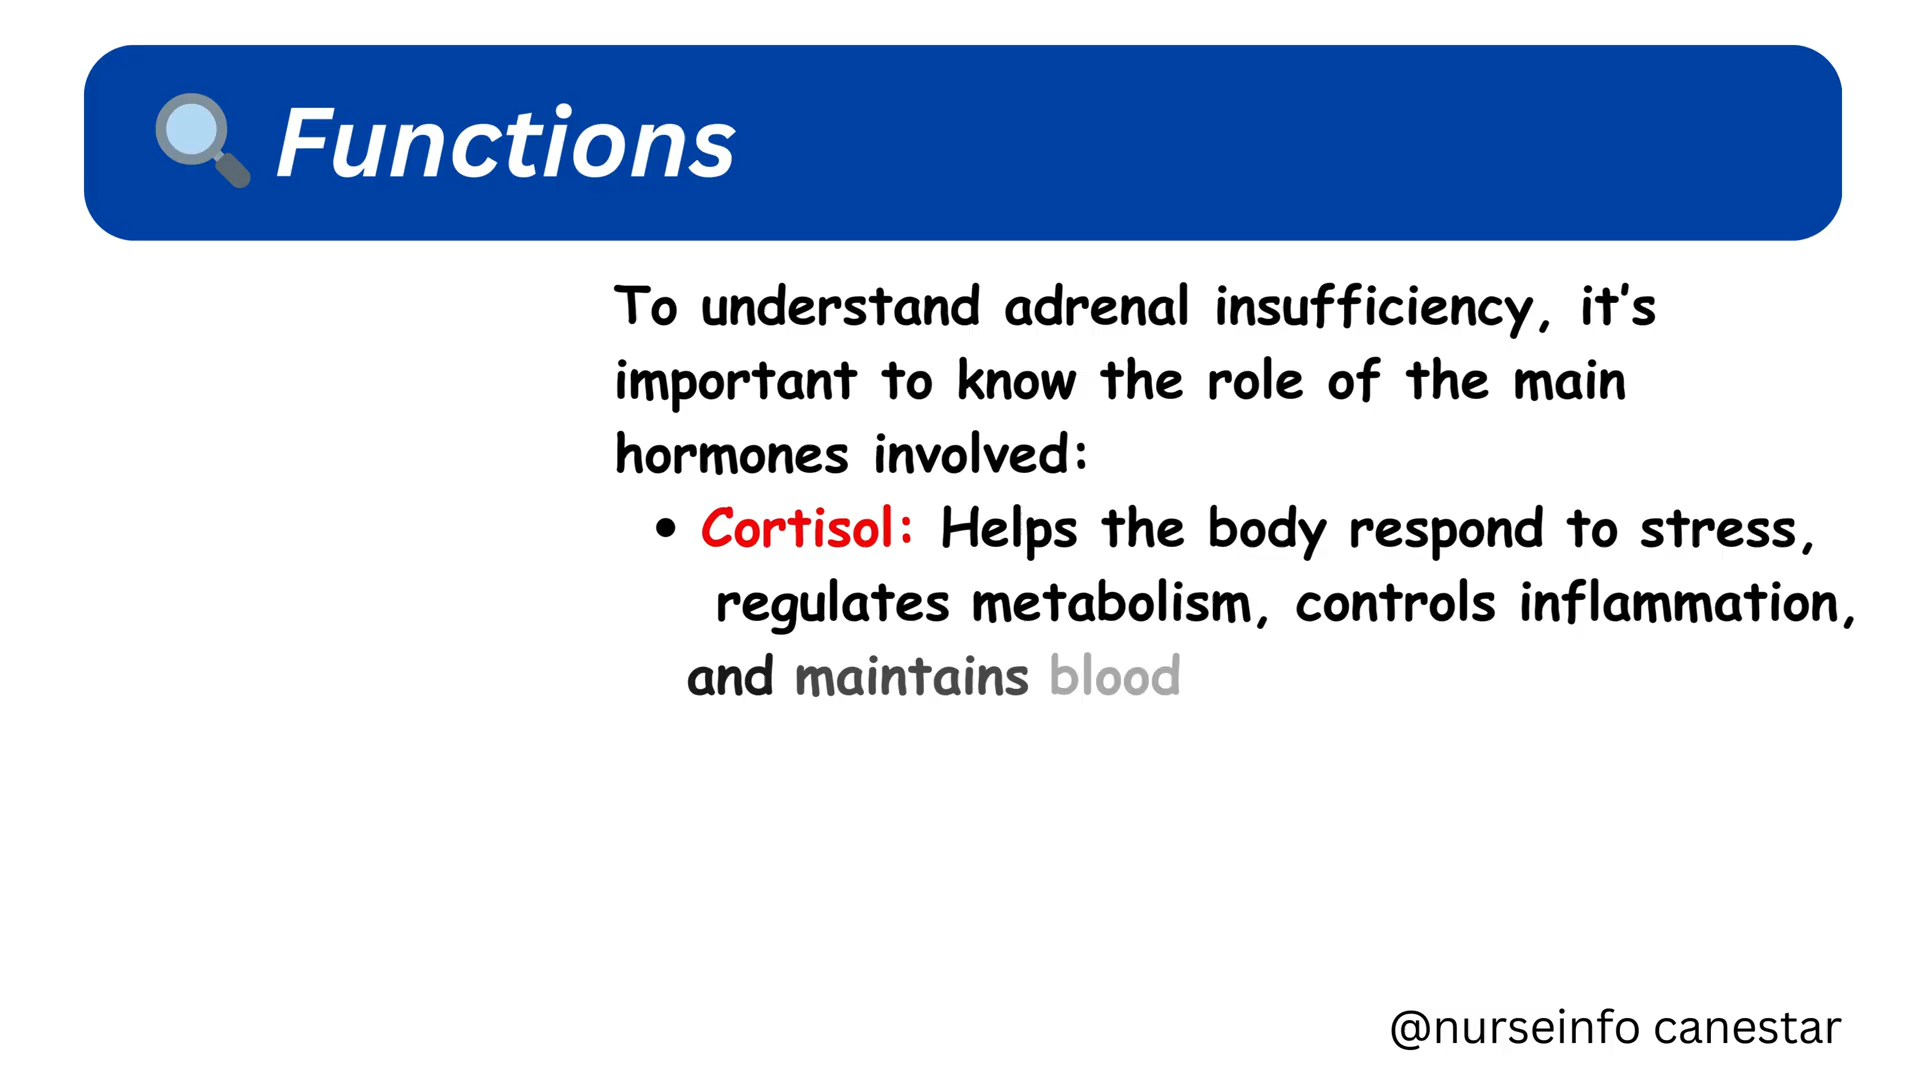 Functions
To understand adrenal insufficiency, it's
important to know the role of the main
hormones involved:
• Cortisol: Helps the body respond to stress,
regulates metabolism, controls inflammation,
and maintains blood
@nurseinfo canestar